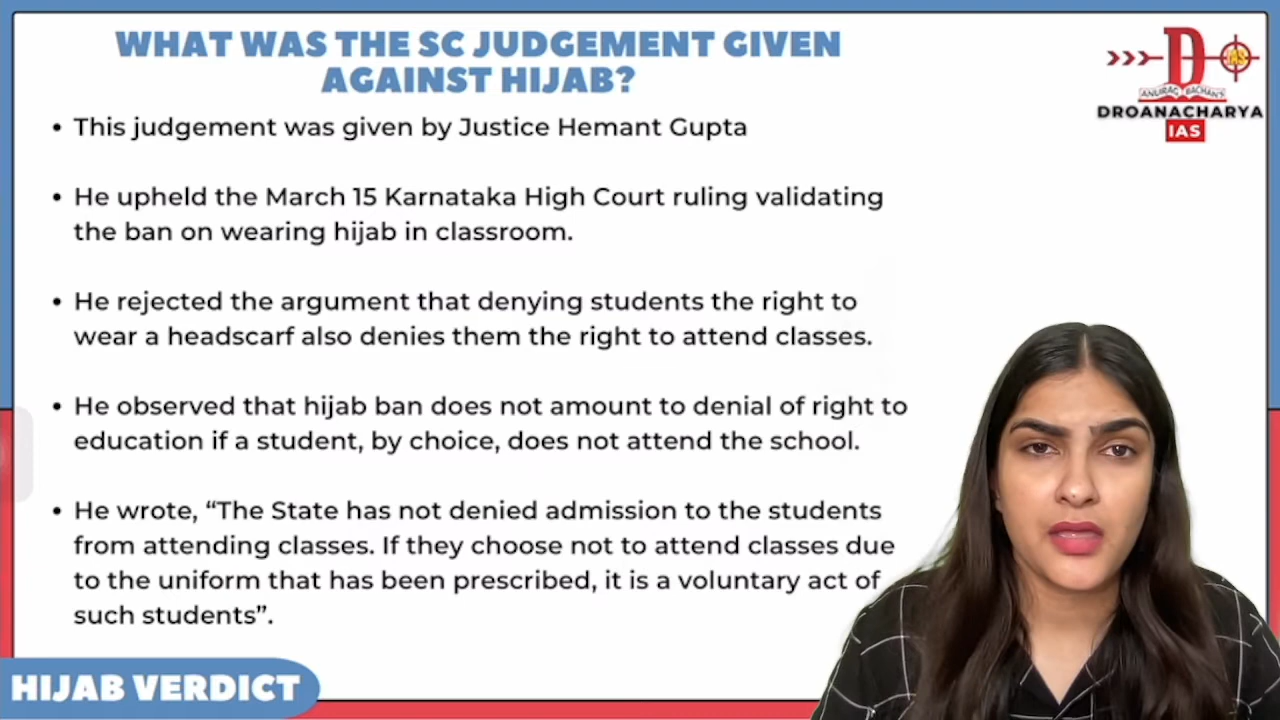 WHAT WAS THE SC JUDGEMENT GIVEN
AGAINST HIJAB?
• This judgement was given by Justice Hemant Gupta
• He upheld the March 15 Karnataka High Court ruling validating
the ban on wearing hijab in classroom.
• He rejected the argument that denying students the right to
wear a headscarf also denies them the right to attend classes.
• He observed that hijab ban does not amount to denial of right to
education if a student, by choice, does not attend the school.
• He wrote, “The State has not denied admission to the students
from attending classes. If they choose not to attend classes due
to the uniform that has been prescribed, it is a voluntary act of
such students”.
HIJAB VERDICT
D
IAS
ANURAG BACHAN'S
DROANACHARYA
IAS